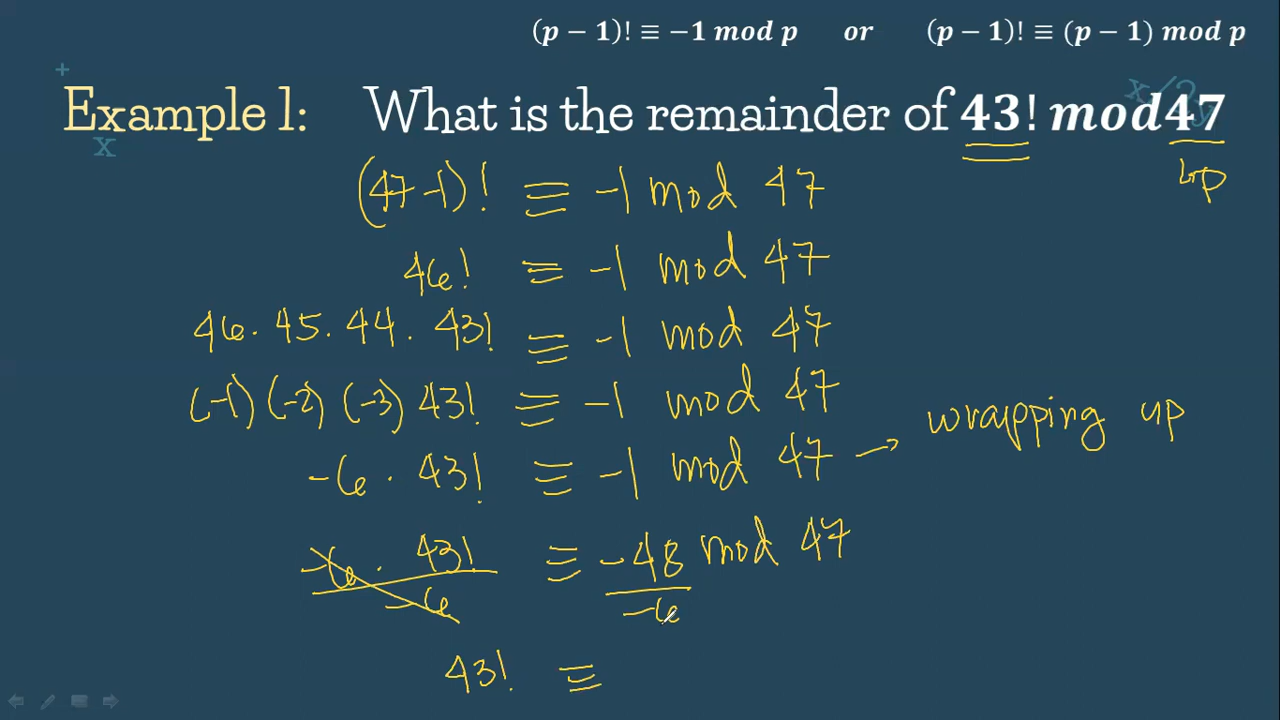 (p − 1)! ≡ −1 mod p or (p − 1)! ≡ (p − 1) mod p
Example 1: What is the remainder of 43! mod47
↳p
(47-1)! ≡ -1 mod 47
46! ≡ -1 mod 47
46· 45· 44 · 43! ≡ -1 mod 47
(-1)(-2)(-3) 43! ≡ -1 mod 47
-6 · 43! ≡ -1 mod 47 → wrapping up
-6 · 43! ≡ -48 mod 47
-6 -6
43! ≡